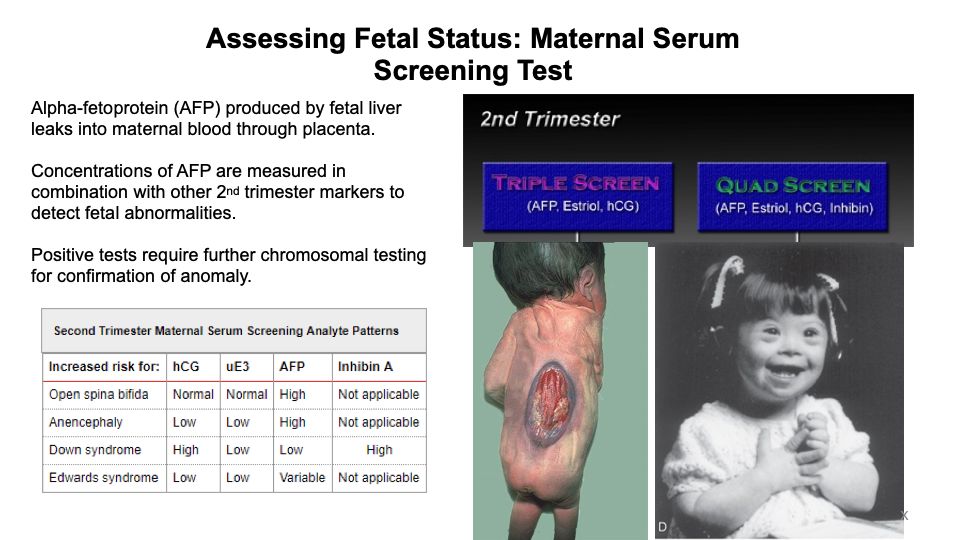 Assessing Fetal Status: Maternal Serum
Screening Test
Alpha-fetoprotein (AFP) produced by fetal liver
leaks into maternal blood through placenta.
Concentrations of AFP are measured in
combination with other 2nd trimester markers to
detect fetal abnormalities.
Positive tests require further chromosomal testing
for confirmation of anomaly.
2nd Trimester
TRIPLE SCREEN
(AFP, Estriol, hCG)
QUAD SCREEN
(AFP, Estriol, hCG, Inhibin)
Second Trimester Maternal Serum Screening Analyte Patterns
Increased risk for: hCG uE3 AFP Inhibin A
Open spina bifida Normal Normal High Not applicable
Anencephaly Low Low High Not applicable
Down syndrome High Low Low High
Edwards syndrome Low Low Variable Not applicable
D
X